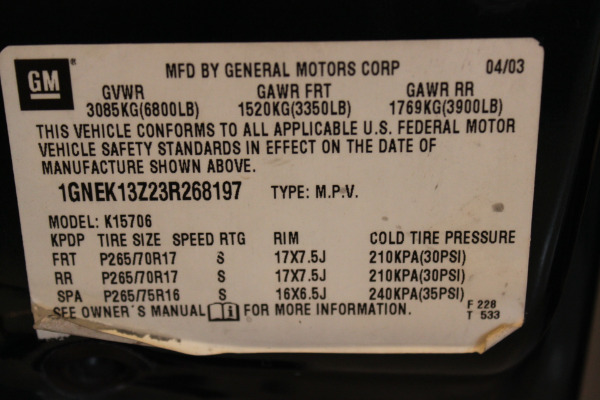 GM
MFD BY GENERAL MOTORS CORP 04/03
GVWR GAWR FRT GAWR RR
3085KG(6800LB) 1520KG(3350LB) 1769KG(3900LB)
THIS VEHICLE CONFORMS TO ALL APPLICABLE U.S. FEDERAL MOTOR
VEHICLE SAFETY STANDARDS IN EFFECT ON THE DATE OF
MANUFACTURE SHOWN ABOVE.
1GNEK13Z23R268197 TYPE: M.P.V.
MODEL: K15706
KPDP TIRE SIZE SPEED RTG RIM COLD TIRE PRESSURE
FRT P265/70R17 S 17X7.5J 210KPA(30PSI)
RR P265/70R17 S 17X7.5J 210KPA(30PSI)
SPA P265/75R16 S 16X6.5J 240KPA(35PSI)
SEE OWNER'S MANUAL i FOR MORE INFORMATION. F 228
T 533